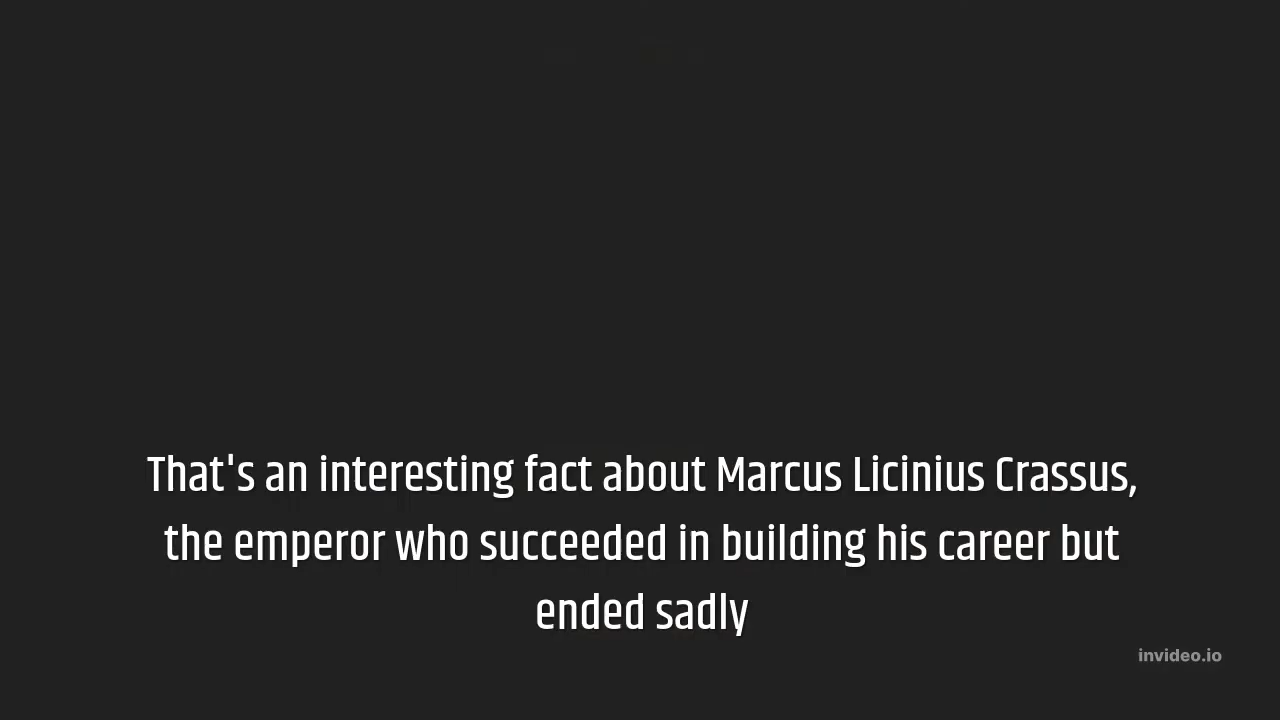 That's an interesting fact about Marcus Licinius Crassus,
the emperor who succeeded in building his career but
ended sadly
invideo.io